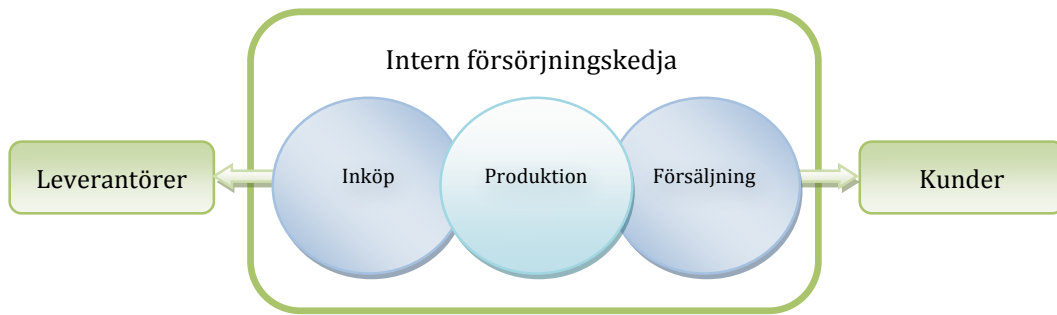 Intern försörjningskedja
Leverantörer
Inköp
Produktion
Försäljning
Kunder